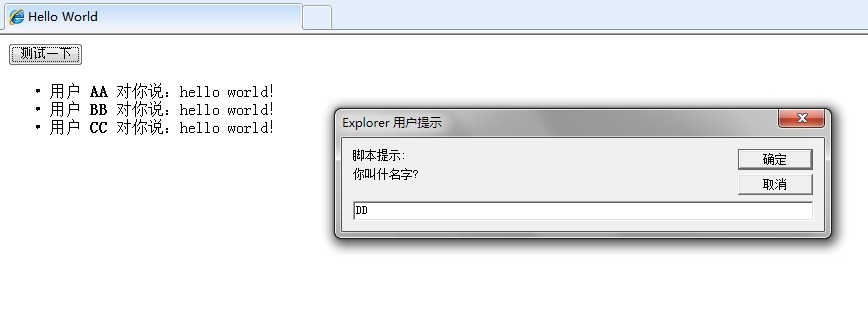 Hello World
测试一下
• 用户 AA 对你说：hello world!
• 用户 BB 对你说：hello world!
• 用户 CC 对你说：hello world!
Explorer 用户提示
脚本提示:
确定
你叫什名字?
取消
DD